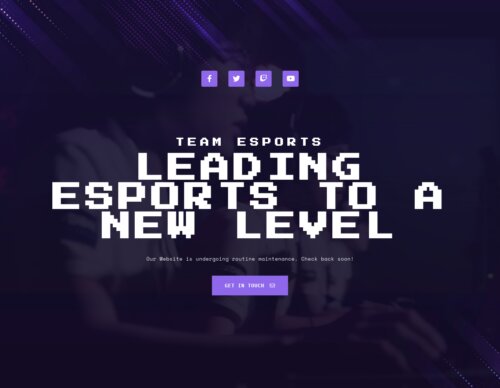 TEAM ESPORTS
LEADING
ESPORTS TO A
NEW LEVEL
Our Website is undergoing routine maintenance. Check back soon!
GET IN TOUCH